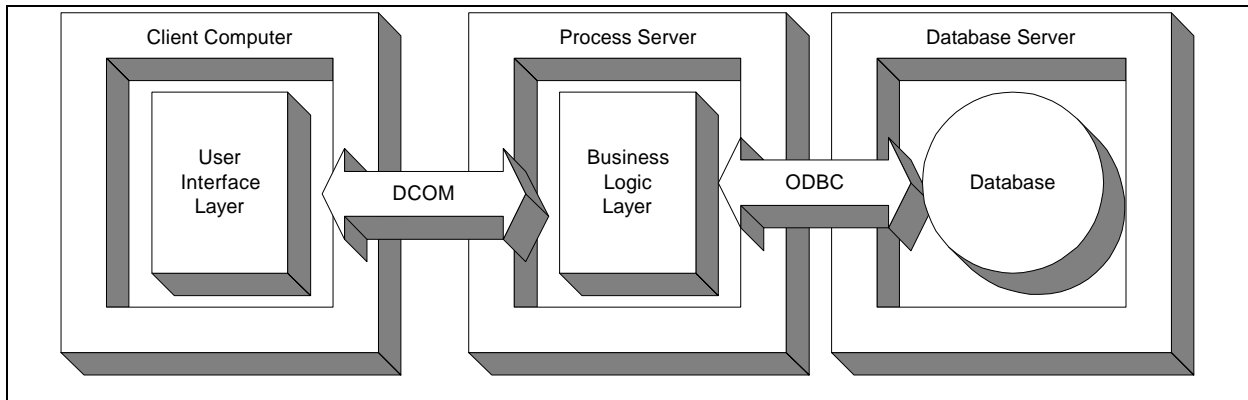 Client Computer
Process Server
Database Server
User
Interface
Layer
DCOM
Business
Logic
Layer
ODBC
Database